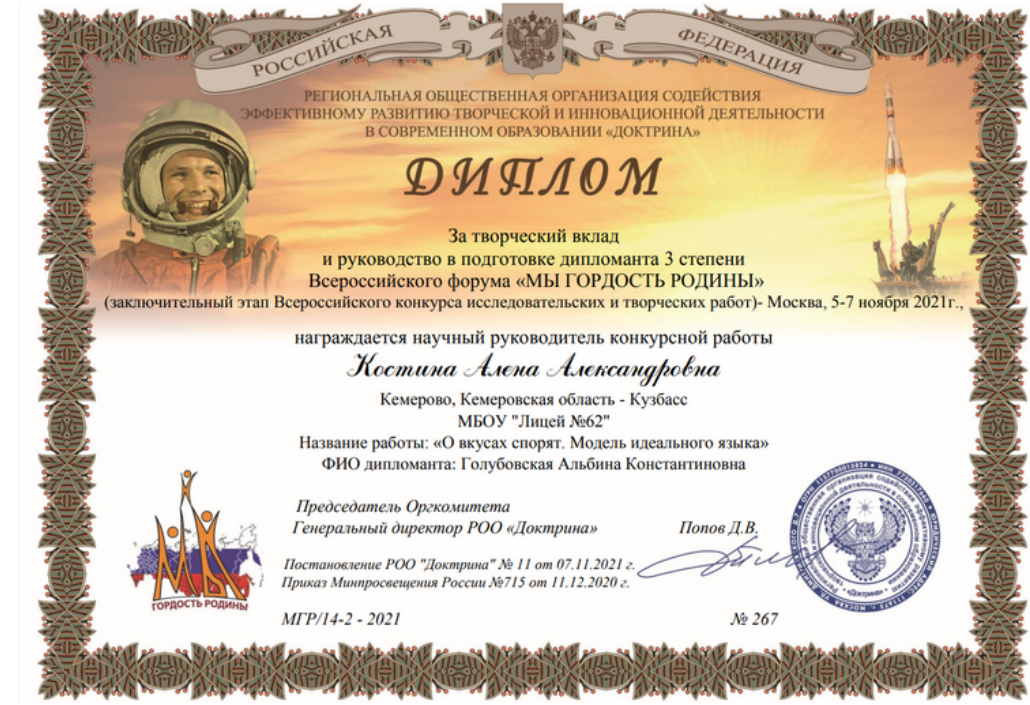 РОССИЙСКАЯ ФЕДЕРАЦИЯ
РЕГИОНАЛЬНАЯ ОБЩЕСТВЕННАЯ ОРГАНИЗАЦИЯ СОДЕЙСТВИЯ
ЭФФЕКТИВНОМУ РАЗВИТИЮ ТВОРЧЕСКОЙ И ИННОВАЦИОННОЙ ДЕЯТЕЛЬНОСТИ
В СОВРЕМЕННОМ ОБРАЗОВАНИИ «ДОКТРИНА»
ДИПЛОМ
За творческий вклад
и руководство в подготовке дипломанта 3 степени
Всероссийского форума «МЫ ГОРДОСТЬ РОДИНЫ»
(заключительный этап Всероссийского конкурса исследовательских и творческих работ)- Москва, 5-7 ноября 2021г.,
награждается научный руководитель конкурсной работы
Костина Алена Александровна
Кемерово, Кемеровская область - Кузбасс
МБОУ "Лицей №62"
Название работы: «О вкусах спорят. Модель идеального языка»
ФИО дипломанта: Голубовская Альбина Константиновна
Председатель Оргкомитета
Генеральный директор РОО «Доктрина» Попов Д.В.
Постановление РОО "Доктрина" № 11 от 07.11.2021 г.
Приказ Минпросвещения России №715 от 11.12.2020 г.
МГР/14-2 - 2021 № 267
МЫ
ГОРДОСТЬ РОДИНЫ
«Доктрина»